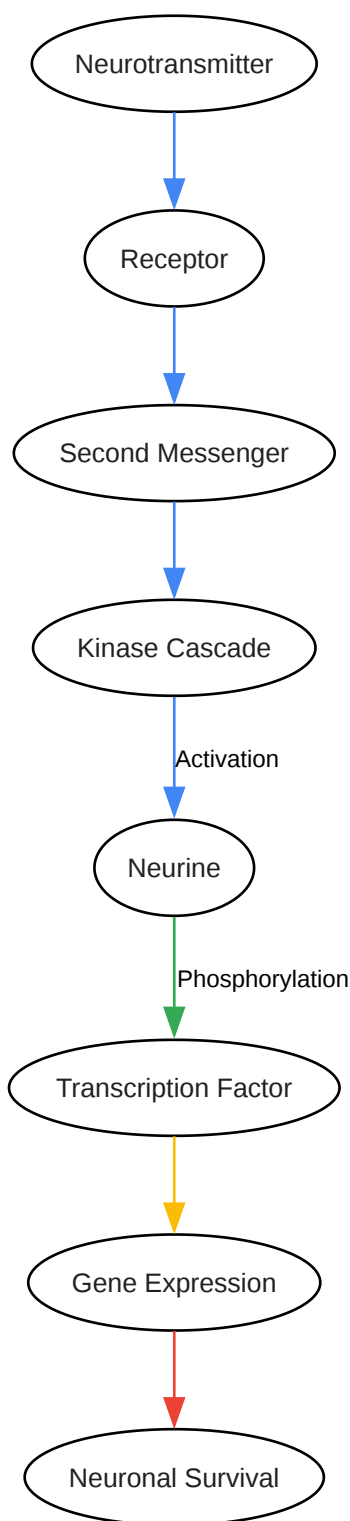 Neurotransmitter
Receptor
Second Messenger
Kinase Cascade
Activation
Neurine
Phosphorylation
Transcription Factor
Gene Expression
Neuronal Survival